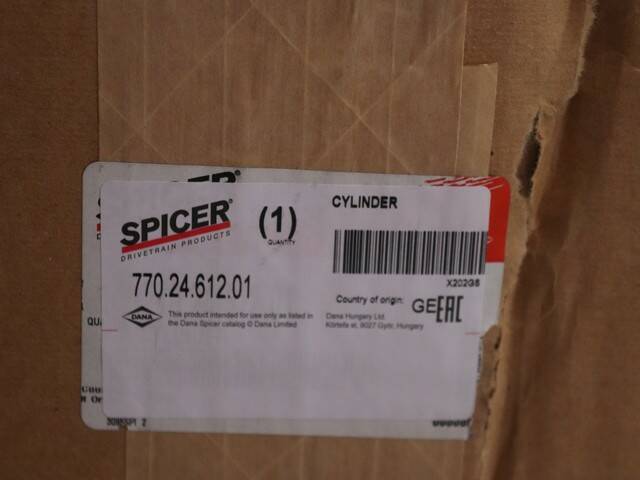 SPICER®
DRIVETRAIN PRODUCTS
(1)
QUANTITY
CYLINDER
X202G8
770.24.612.01
Country of origin: GE EAC
DANA
This product intended for use only as listed in
the Dana Spicer catalog © Dana Limited
Dana Hungary Ltd.
Körtefa st, 9027 Győr, Hungary
QU